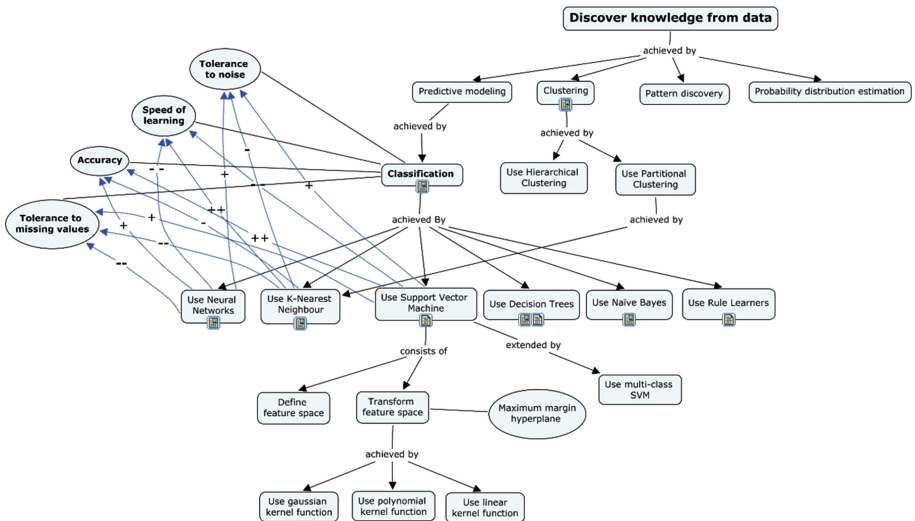 Discover knowledge from data
achieved by
Predictive modeling
Clustering
Pattern discovery
Probability distribution estimation
Tolerance
to noise
Speed of
learning
Accuracy
Tolerance to
missing values
achieved by
achieved by
Classification
Use Hierarchical
Clustering
Use Partitional
Clustering
achieved By
achieved by
- -
-
+
- -
+
++
+
-
++
+
--
--
Use Neural
Networks
Use K-Nearest
Neighbour
Use Support Vector
Machine
Use Decision Trees
Use Naïve Bayes
Use Rule Learners
consists of
extended by
Define
feature space
Transform
feature space
Maximum margin
hyperplane
Use multi-class
SVM
achieved by
Use gaussian
kernel function
Use polynomial
kernel function
Use linear
kernel function